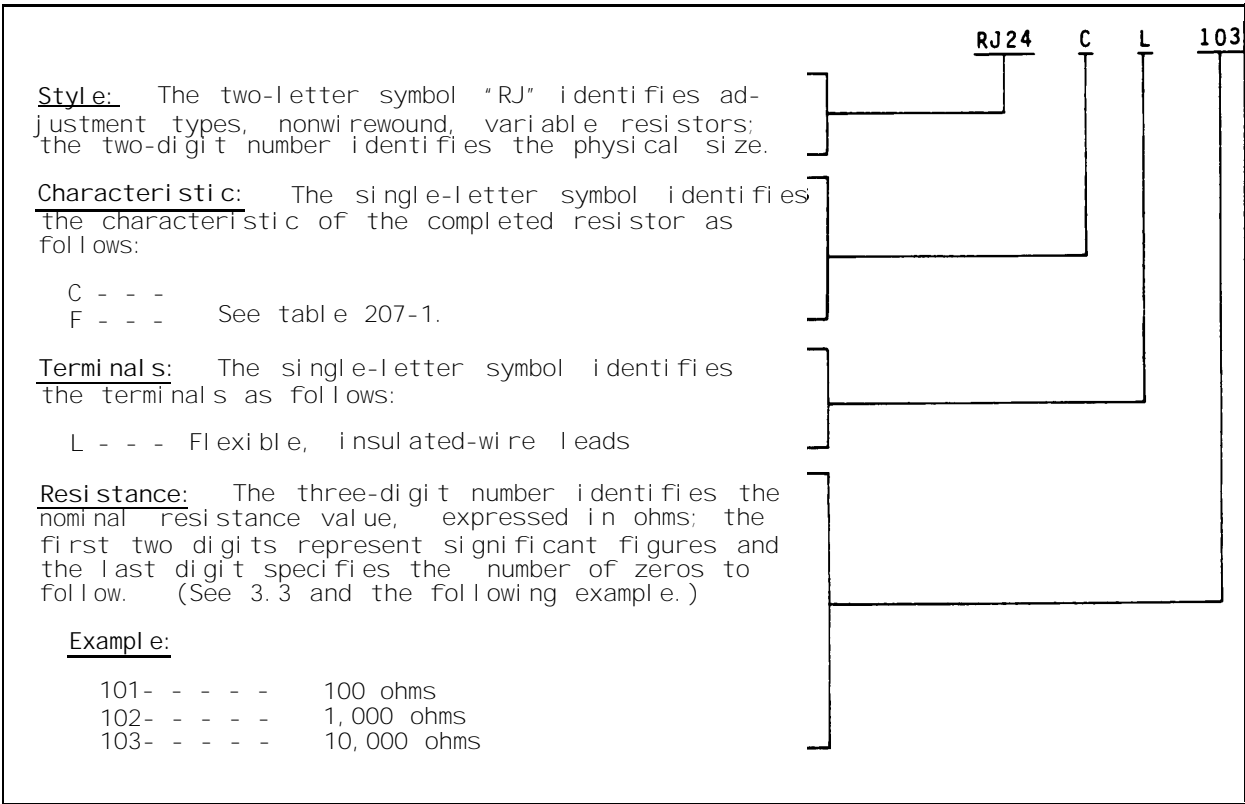 RJ24 C L 103
Style: The two-letter symbol "RJ" identifies ad-
justment types, nonwirewound, variable resistors;
the two-digit number identifies the physical size.
Characteristic: The single-letter symbol identifies
the characteristic of the completed resistor as
follows:
C - - -
F - - - See table 207-1.
Terminals: The single-letter symbol identifies
the terminals as follows:
L - - - Flexible, insulated-wire leads
Resistance: The three-digit number identifies the
nominal resistance value, expressed in ohms; the
first two digits represent significant figures and
the last digit specifies the number of zeros to
follow. (See 3.3 and the following example.)
Example:
101- - - - - 100 ohms
102- - - - - 1,000 ohms
103- - - - - 10,000 ohms